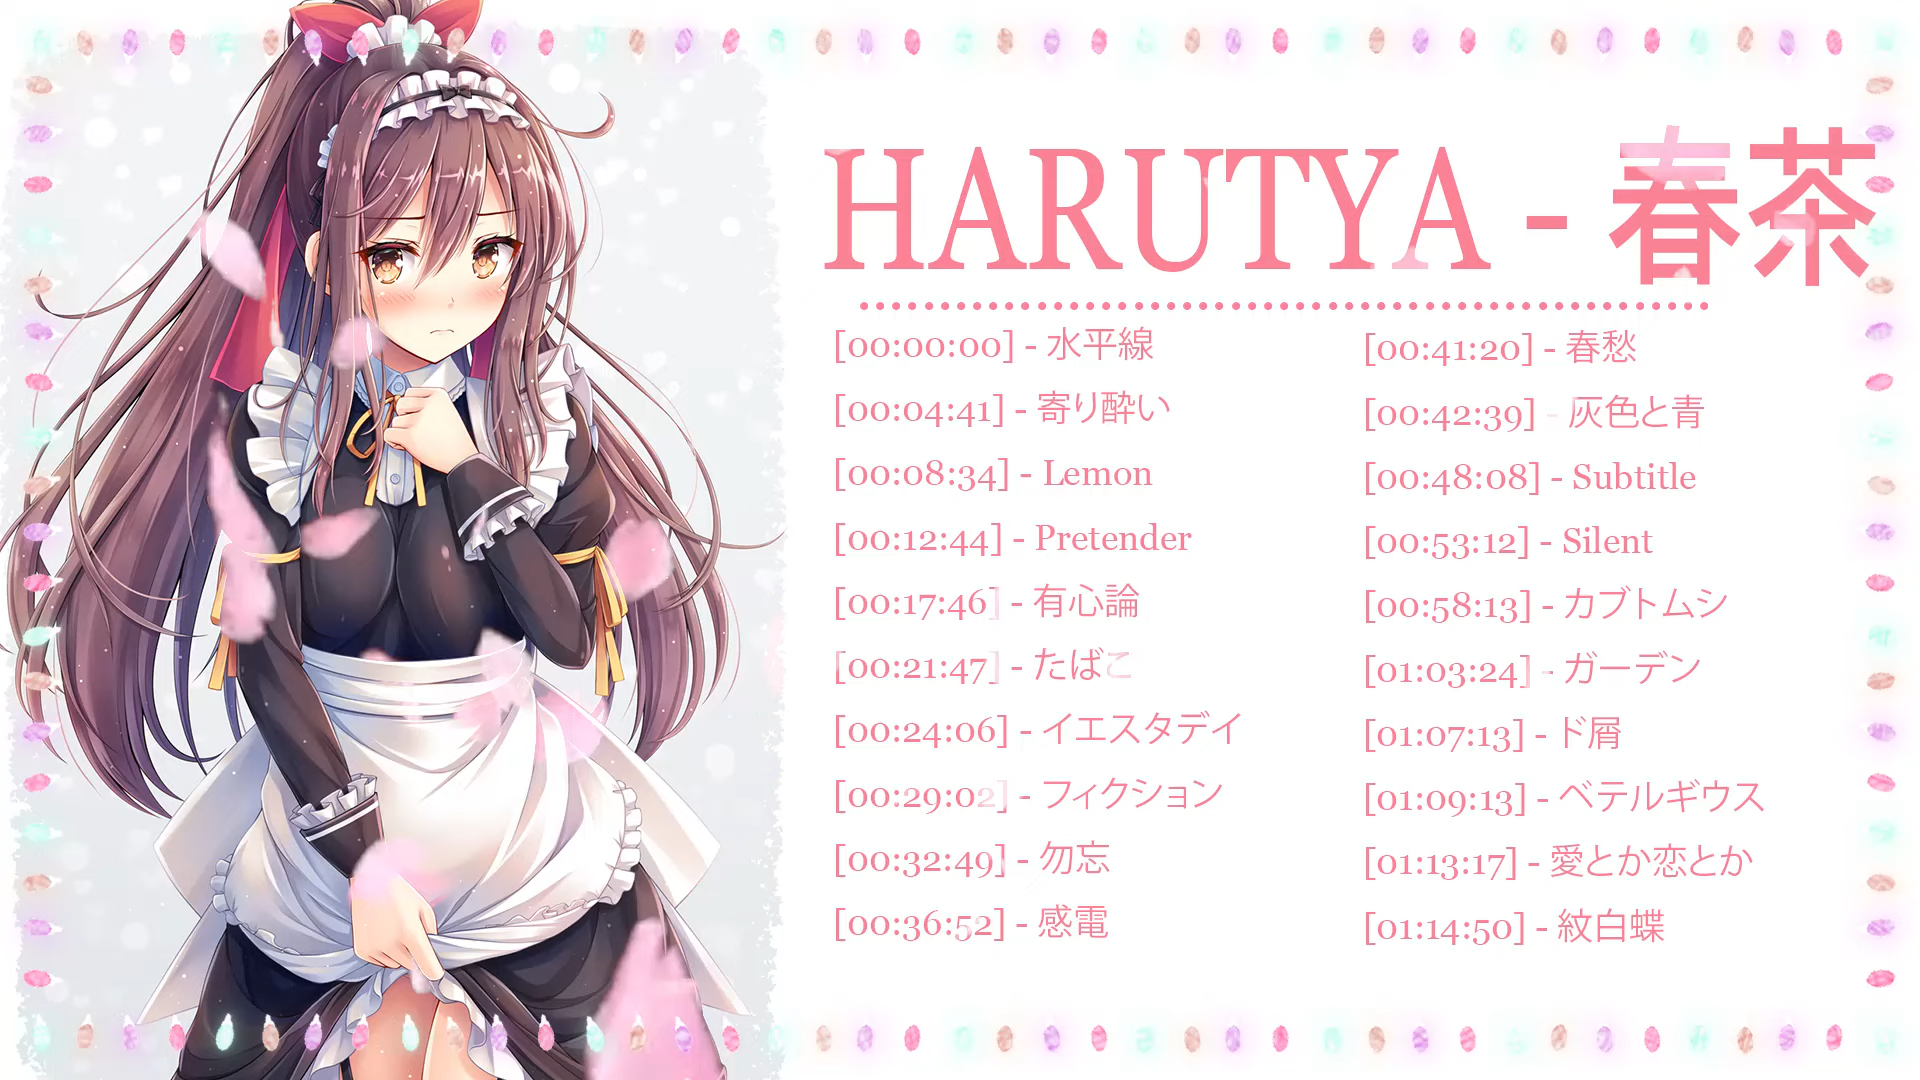 HARUTYA - 春茶
[00:00:00] - 水平線
[00:04:41] - 寄り酔い
[00:08:34] - Lemon
[00:12:44] - Pretender
[00:17:46] - 有心論
[00:21:47] - たばこ
[00:24:06] - イエスタデイ
[00:29:02] - フィクション
[00:32:49] - 勿忘
[00:36:52] - 感電
[00:41:20] - 春愁
[00:42:39] - 灰色と青
[00:48:08] - Subtitle
[00:53:12] - Silent
[00:58:13] - カブトムシ
[01:03:24] - ガーデン
[01:07:13] - ド屑
[01:09:13] - ベテルギウス
[01:13:17] - 愛とか恋とか
[01:14:50] - 紋白蝶